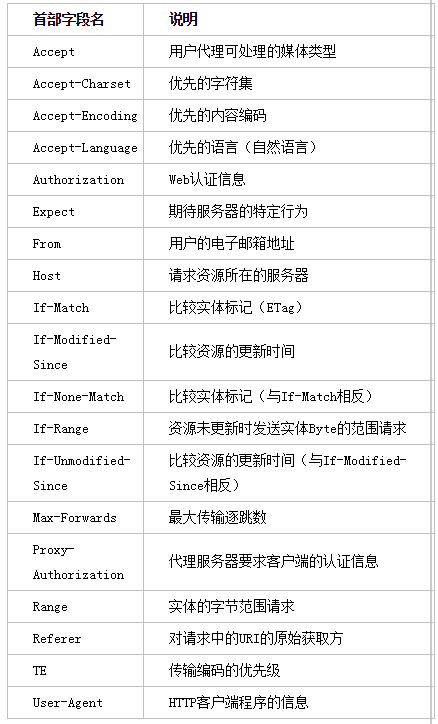 首部字段名 说明
Accept 用户代理可处理的媒体类型
Accept-Charset 优先的字符集
Accept-Encoding 优先的内容编码
Accept-Language 优先的语言（自然语言）
Authorization Web认证信息
Expect 期待服务器的特定行为
From 用户的电子邮箱地址
Host 请求资源所在的服务器
If-Match 比较实体标记（ETag）
If-Modified-
Since 比较资源的更新时间
If-None-Match 比较实体标记（与If-Match相反）
If-Range 资源未更新时发送实体Byte的范围请求
If-Unmodified- 比较资源的更新时间（与If-Modified-
Since Since相反）
Max-Forwards 最大传输逐跳数
Proxy-
Authorization 代理服务器要求客户端的认证信息
Range 实体的字节范围请求
Referer 对请求中的URI的原始获取方
TE 传输编码的优先级
User-Agent HTTP客户端程序的信息